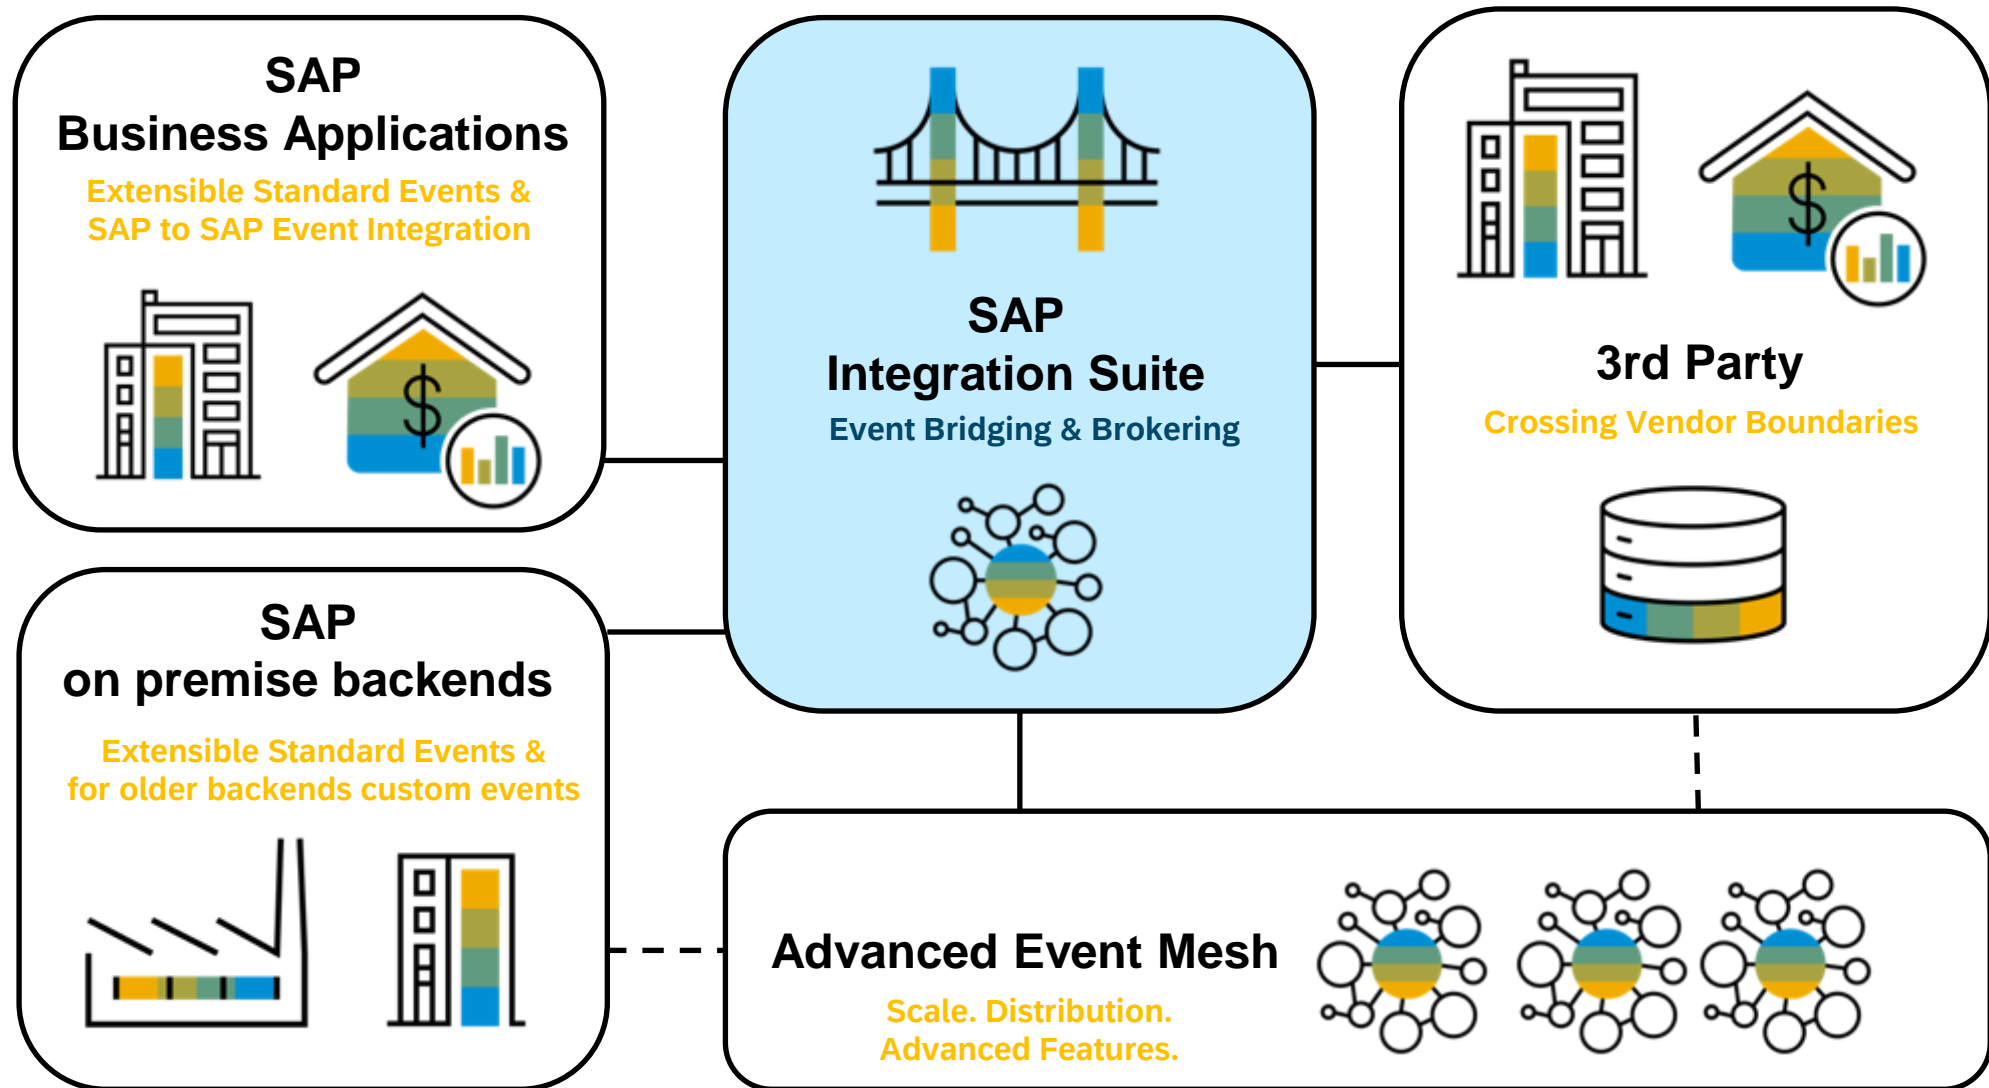 SAP
Business Applications
Extensible Standard Events &
SAP to SAP Event Integration
$
SAP
Integration Suite
Event Bridging & Brokering
$
3rd Party
Crossing Vendor Boundaries
SAP
on premise backends
Extensible Standard Events &
for older backends custom events
Advanced Event Mesh
Scale. Distribution.
Advanced Features.